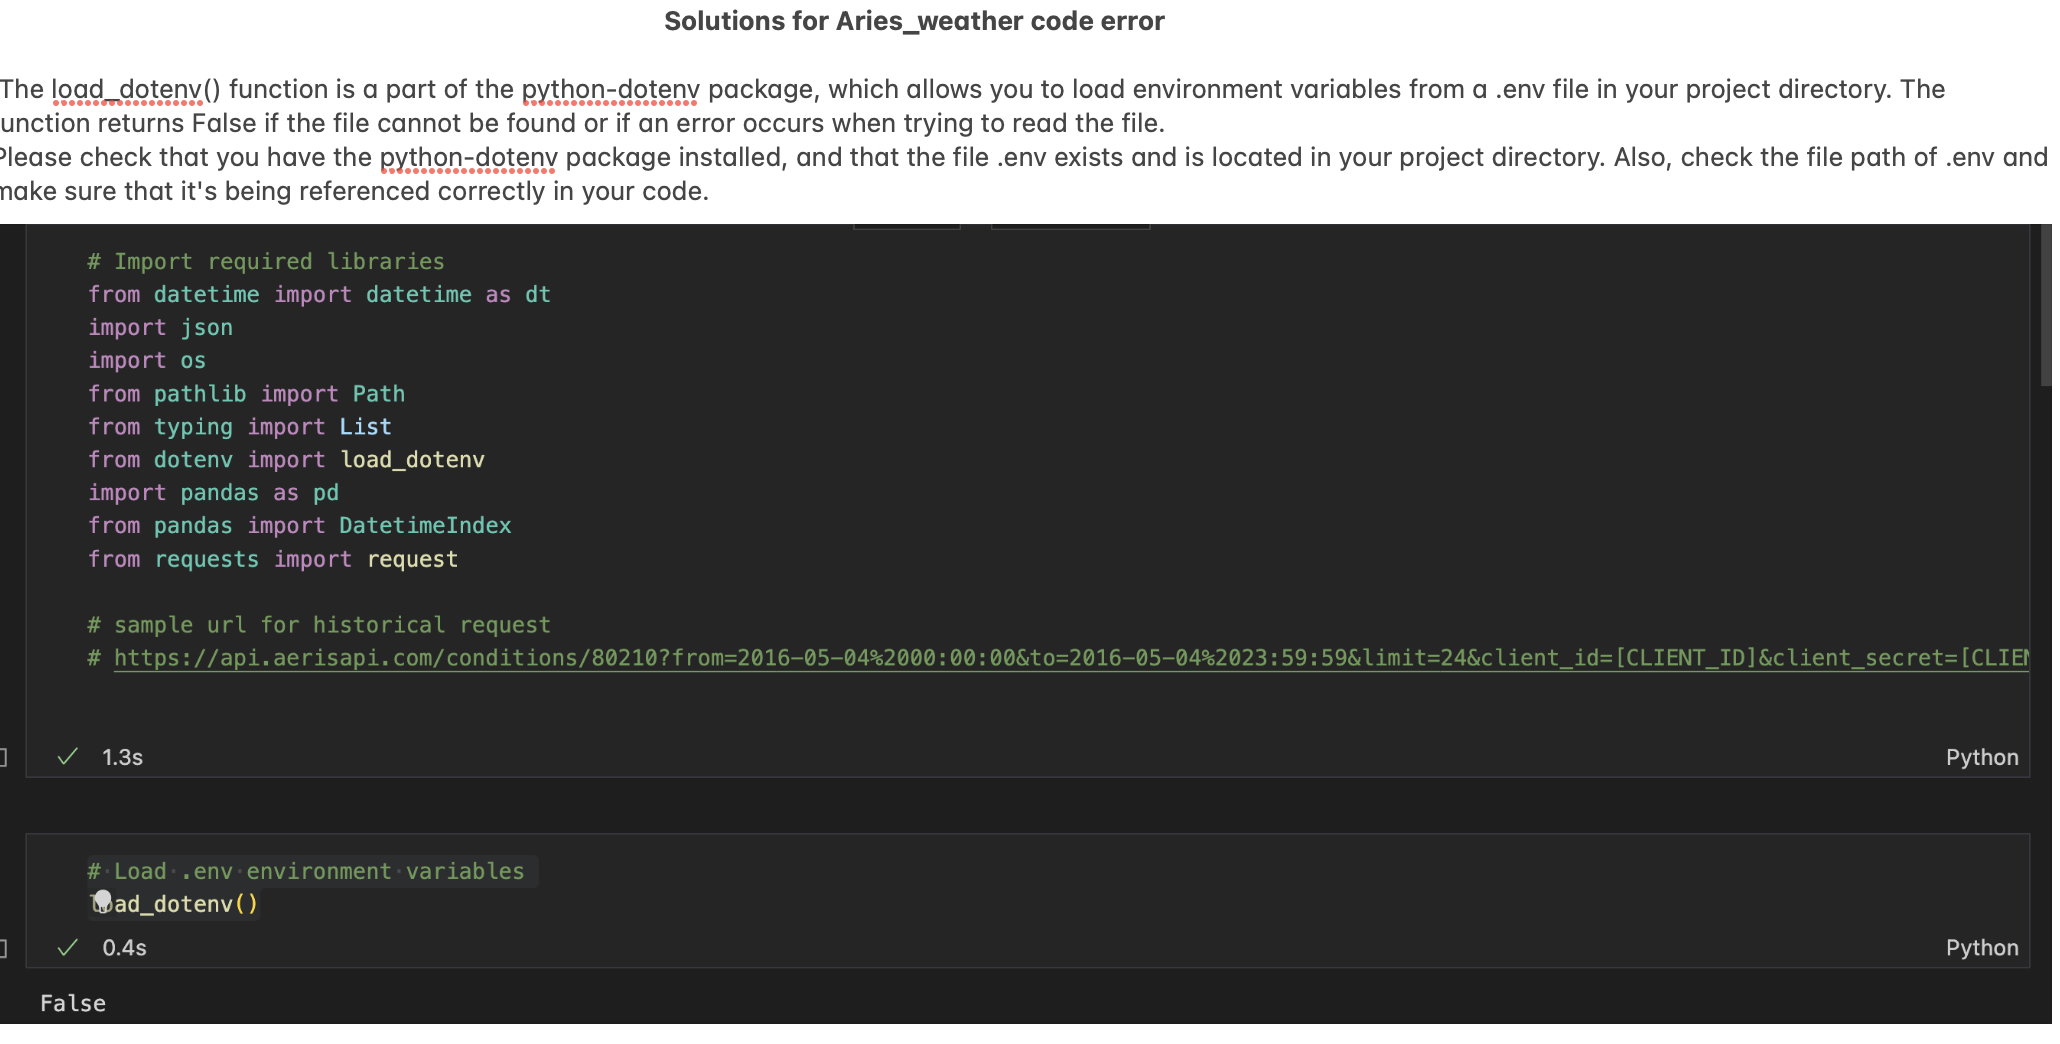 Solutions for Aries_weather code error
The load_dotenv() function is a part of the python-dotenv package, which allows you to load environment variables from a .env file in your project directory. The
unction returns False if the file cannot be found or if an error occurs when trying to read the file.
Please check that you have the python-dotenv package installed, and that the file .env exists and is located in your project directory. Also, check the file path of .env and
make sure that it's being referenced correctly in your code.
# Import required libraries
from datetime import datetime as dt
import json
import os
from pathlib import Path
from typing import List
from dotenv import load_dotenv
import pandas as pd
from pandas import DatetimeIndex
from requests import request
# sample url for historical request
# https://api.aerisapi.com/conditions/80210?from=2016-05-04%2000:00:00&to=2016-05-04%2023:59:59&limit=24&client_id=[CLIENT_ID]&client_secret=[CLIEN
1.3s
Python
# Load .env environment variables
load_dotenv()
0.4s
Python
False